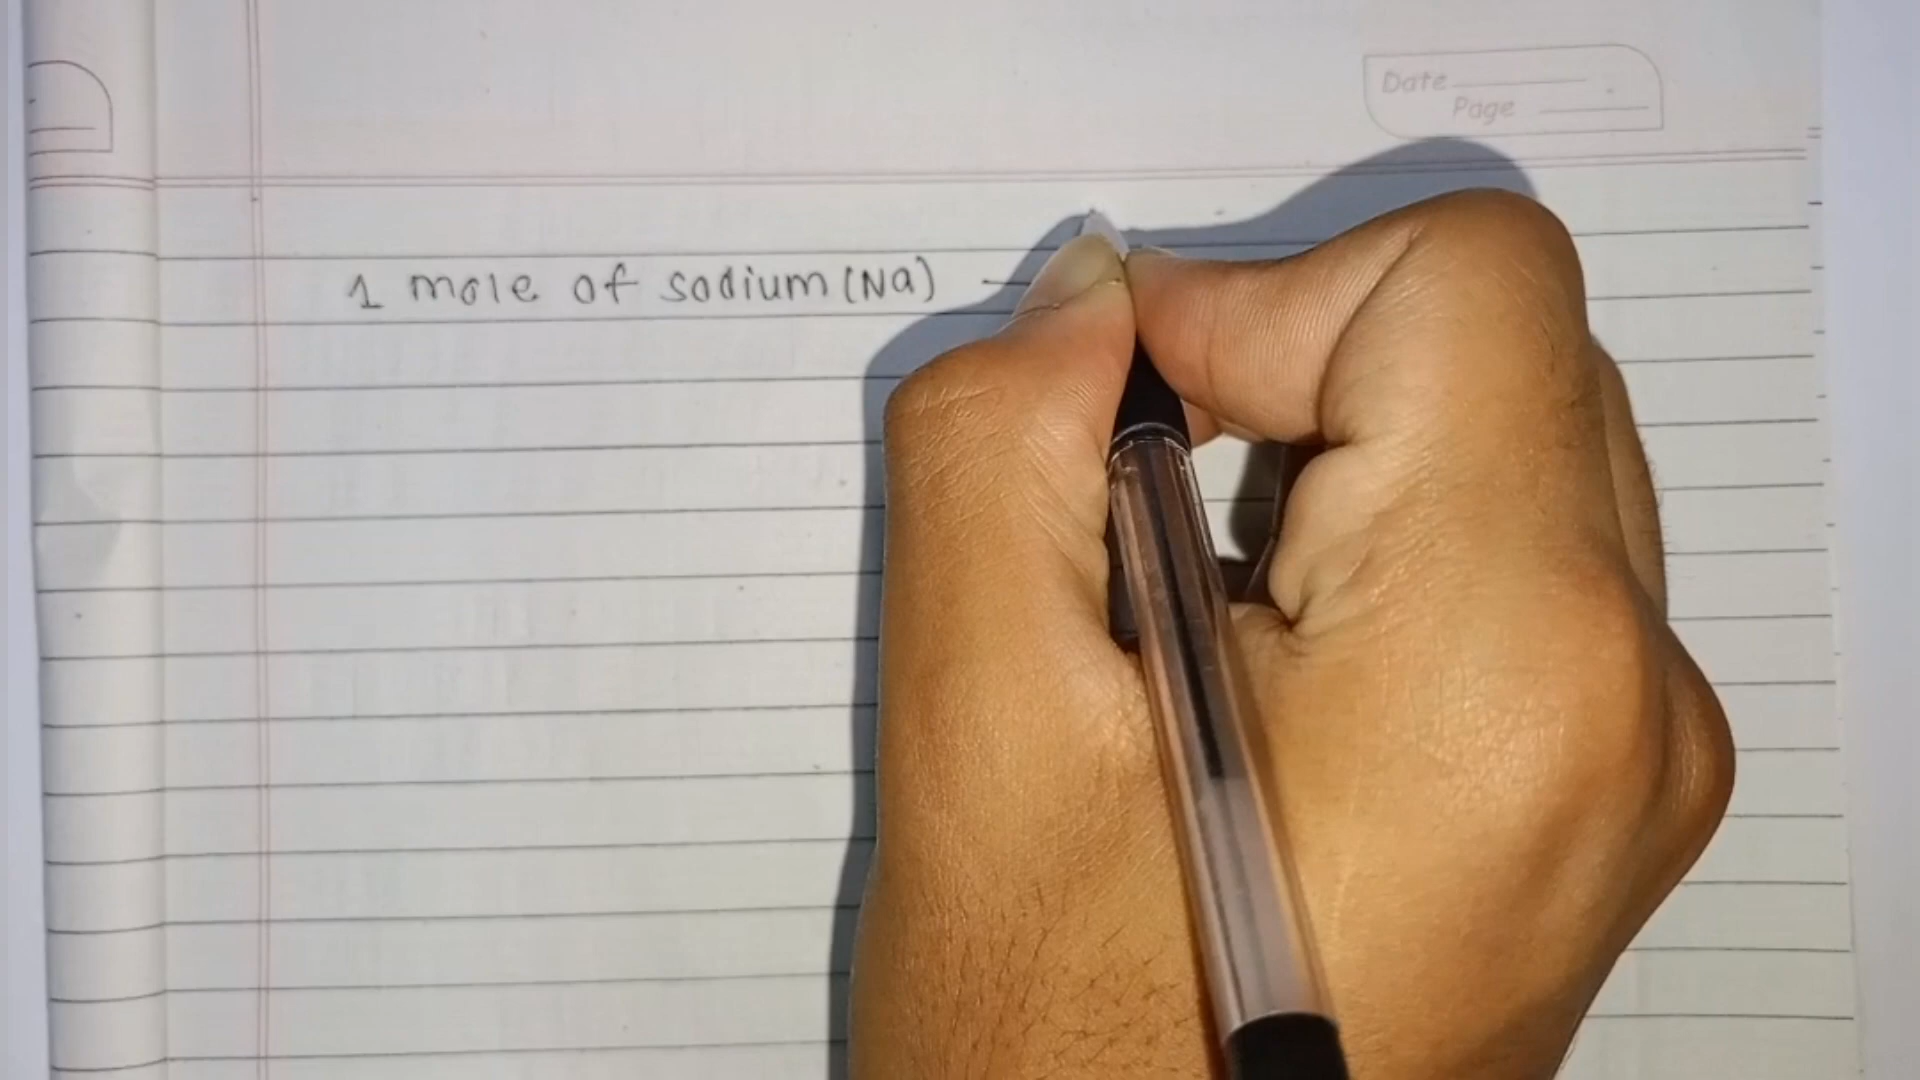 Date
Page
1 mole of sodium (Na) —